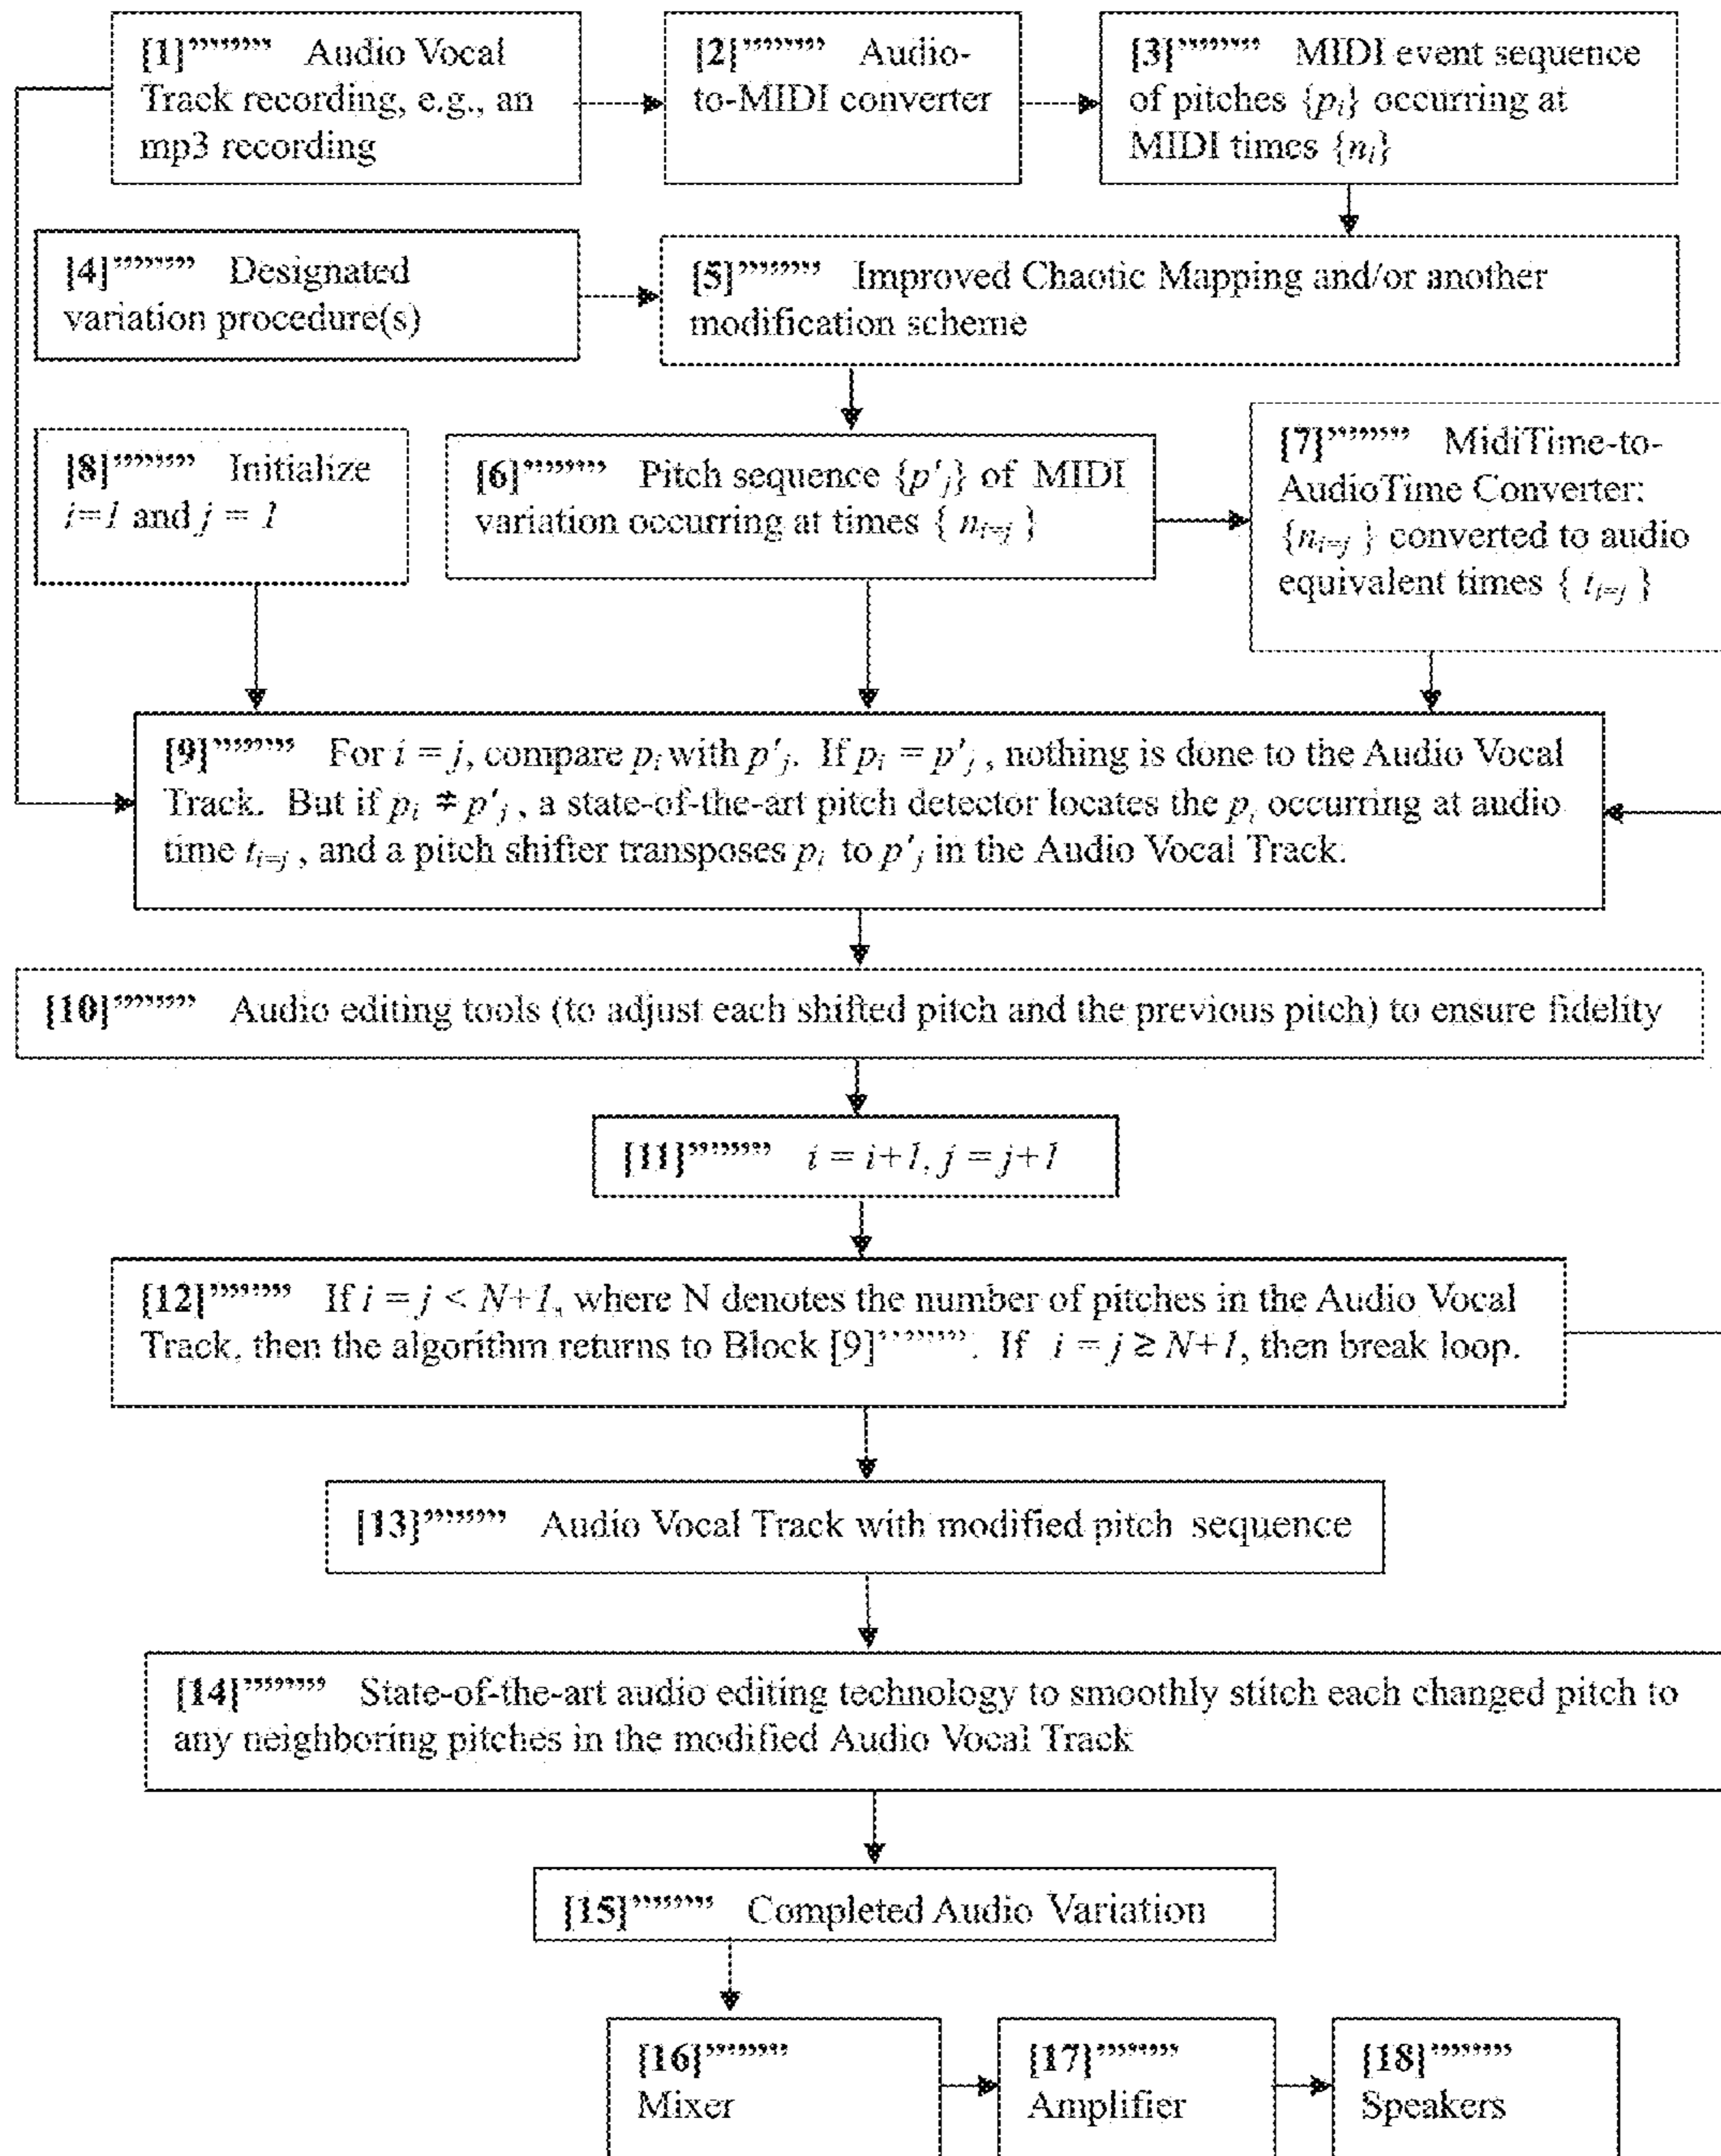 [1]'''''''' Audio Vocal
Track recording, e.g., an
mp3 recording
[2]'''''''' Audio-
to-MIDI converter
[3]'''''''' MIDI event sequence
of pitches {pᵢ} occurring at
MIDI times {nᵢ}
[4]'''''''' Designated
variation procedure(s)
[5]'''''''' Improved Chaotic Mapping and/or another
modification scheme
[8]'''''''' Initialize
i=1 and j = 1
[6]'''''''' Pitch sequence {p'ⱼ} of MIDI
variation occurring at times { nᵢ₌ⱼ }
[7]'''''''' MidiTime-to-
AudioTime Converter:
{nᵢ₌ⱼ } converted to audio
equivalent times { tᵢ₌ⱼ }
[9]'''''''' For i = j, compare pᵢ with p'ⱼ. If pᵢ = p'ⱼ , nothing is done to the Audio Vocal
Track. But if pᵢ ≠ p'ⱼ , a state-of-the-art pitch detector locates the pᵢ occurring at audio
time tᵢ₌ⱼ , and a pitch shifter transposes pᵢ to p'ⱼ in the Audio Vocal Track.
[10]'''''''' Audio editing tools (to adjust each shifted pitch and the previous pitch) to ensure fidelity
[11]'''''''' i = i+1, j = j+1
[12]'''''''' If i = j < N+1, where N denotes the number of pitches in the Audio Vocal
Track, then the algorithm returns to Block [9]''''''''. If i = j ≥ N+1, then break loop.
[13]'''''''' Audio Vocal Track with modified pitch sequence
[14]'''''''' State-of-the-art audio editing technology to smoothly stitch each changed pitch to
any neighboring pitches in the modified Audio Vocal Track
[15]'''''''' Completed Audio Variation
[16]''''''''
Mixer
[17]''''''''
Amplifier
[18]''''''''
Speakers